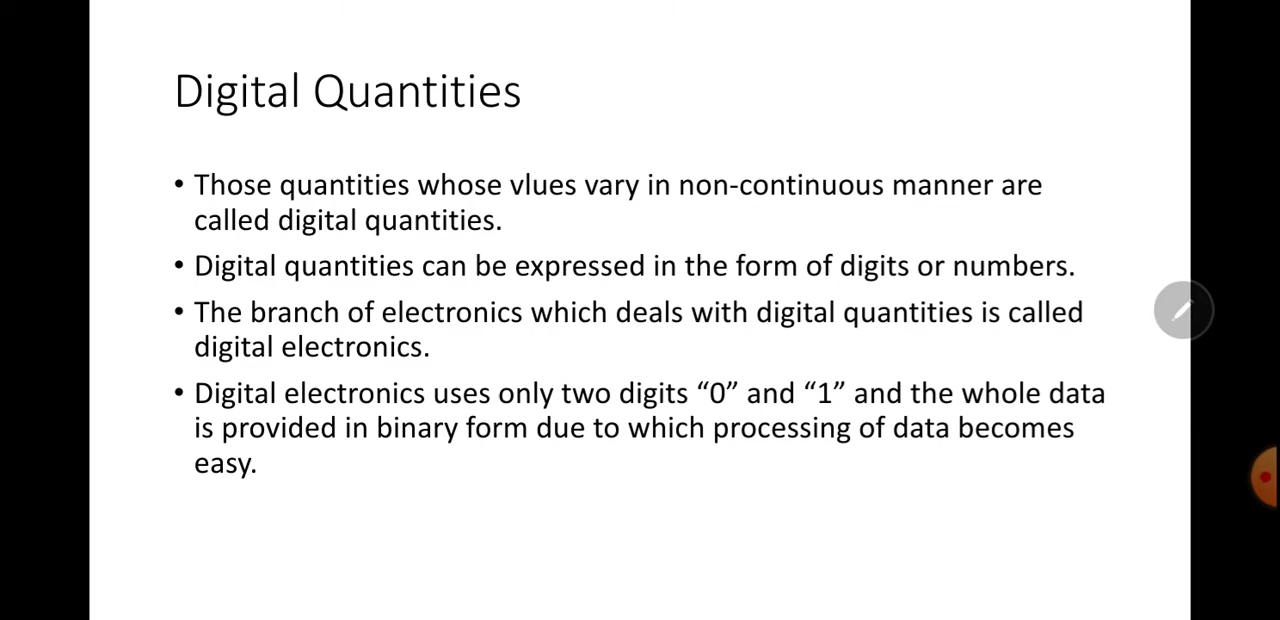 Digital Quantities
• Those quantities whose vlues vary in non-continuous manner are
called digital quantities.
• Digital quantities can be expressed in the form of digits or numbers.
• The branch of electronics which deals with digital quantities is called
digital electronics.
• Digital electronics uses only two digits “0” and “1” and the whole data
is provided in binary form due to which processing of data becomes
easy.